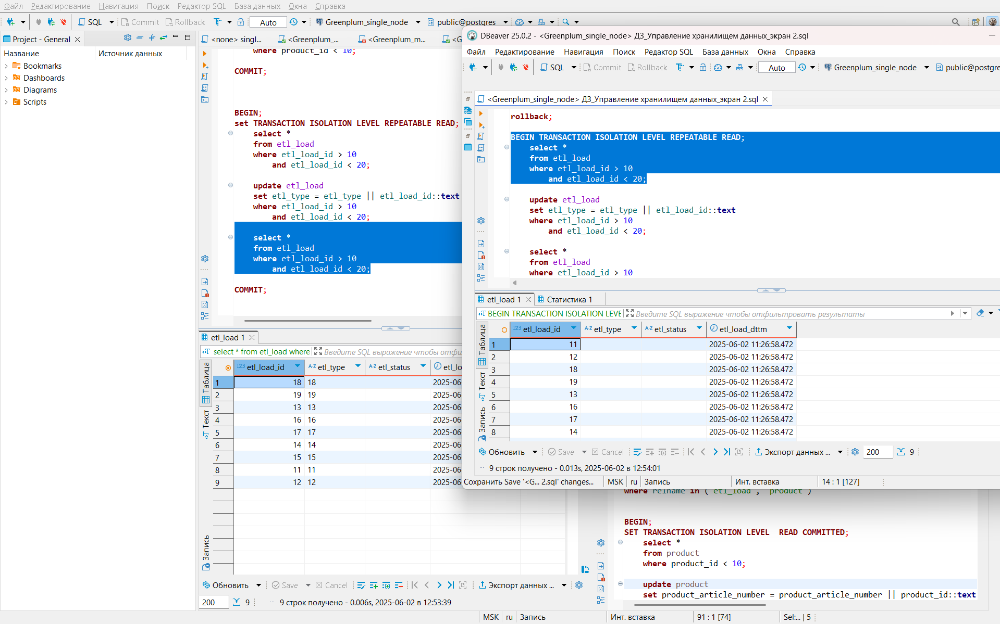 Файл Редактирование Навигация Поиск Редактор SQL База данных Окна Справка
SQL Commit Rollback Auto Greenplum_single_node public@postgres
Project - General
Название Источник данных
Bookmarks
Dashboards
Diagrams
Scripts
<none> singl... <Greenplum_... <Greenplum_m... <G
where product_id < 10;
COMMIT;
BEGIN;
set TRANSACTION ISOLATION LEVEL REPEATABLE READ;
select *
from etl_load
where etl_load_id > 10
and etl_load_id < 20;
update etl_load
set etl_type = etl_type || etl_load_id::text
where etl_load_id > 10
and etl_load_id < 20;
select *
from etl_load
where etl_load_id > 10
and etl_load_id < 20;
COMMIT;
etl_load 1
select * from etl_load where Введите SQL выражение чтобы отфи
Таблица
Текст
Запись
123 etl_load_id A-Z etl_type A-Z etl_status etl_lo
1 18 18 2025-06-
2 19 19 2025-06-
3 13 13 2025-06-
4 16 16 2025-06-
5 17 17 2025-06-
6 14 14 2025-06-
7 15 15 2025-06-
8 11 11 2025-06-
9 12 12 2025-06-
Обновить Save Cancel Экспорт данных ...
200 9 9 строк получено - 0.006s, 2025-06-02 в 12:53:39
DBeaver 25.0.2 - <Greenplum_single_node> ДЗ_Управление хранилищем данных_экран 2.sql
Файл Редактирование Навигация Поиск Редактор SQL База данных Окна Справка
SQL Commit Rollback Auto Greenplum_single_node public@postgre
<Greenplum_single_node> ДЗ_Управление хранилищем данных_экран 2.sql
rollback;
BEGIN TRANSACTION ISOLATION LEVEL REPEATABLE READ;
select *
from etl_load
where etl_load_id > 10
and etl_load_id < 20;
update etl_load
set etl_type = etl_type || etl_load_id::text
where etl_load_id > 10
and etl_load_id < 20;
select *
from etl_load
where etl_load_id > 10
etl_load 1 Статистика 1
BEGIN TRANSACTION ISOLATION LEVE Введите SQL выражение чтобы отфильтровать результаты
Таблица
Текст
Запись
123 etl_load_id A-Z etl_type A-Z etl_status etl_load_dttm
1 11 2025-06-02 11:26:58.472
2 12 2025-06-02 11:26:58.472
3 18 2025-06-02 11:26:58.472
4 19 2025-06-02 11:26:58.472
5 13 2025-06-02 11:26:58.472
6 16 2025-06-02 11:26:58.472
7 17 2025-06-02 11:26:58.472
8 14 2025-06-02 11:26:58.472
Обновить Save Cancel Экспорт данных ... 200 9
9 строк получено - 0.013s, 2025-06-02 в 12:54:01
Сохранить Save '<G... 2.sql' changes... MSK ru Запись Инт. вставка 14 : 1 [127]
where relname in ( etl_load , product )
BEGIN;
SET TRANSACTION ISOLATION LEVEL READ COMMITTED;
select *
from product
where product_id < 10;
update product
set product_article_number = product_article_number || product_id::text
MSK ru Запись Инт. вставка 91 : 1 [74] Sel:... | 5